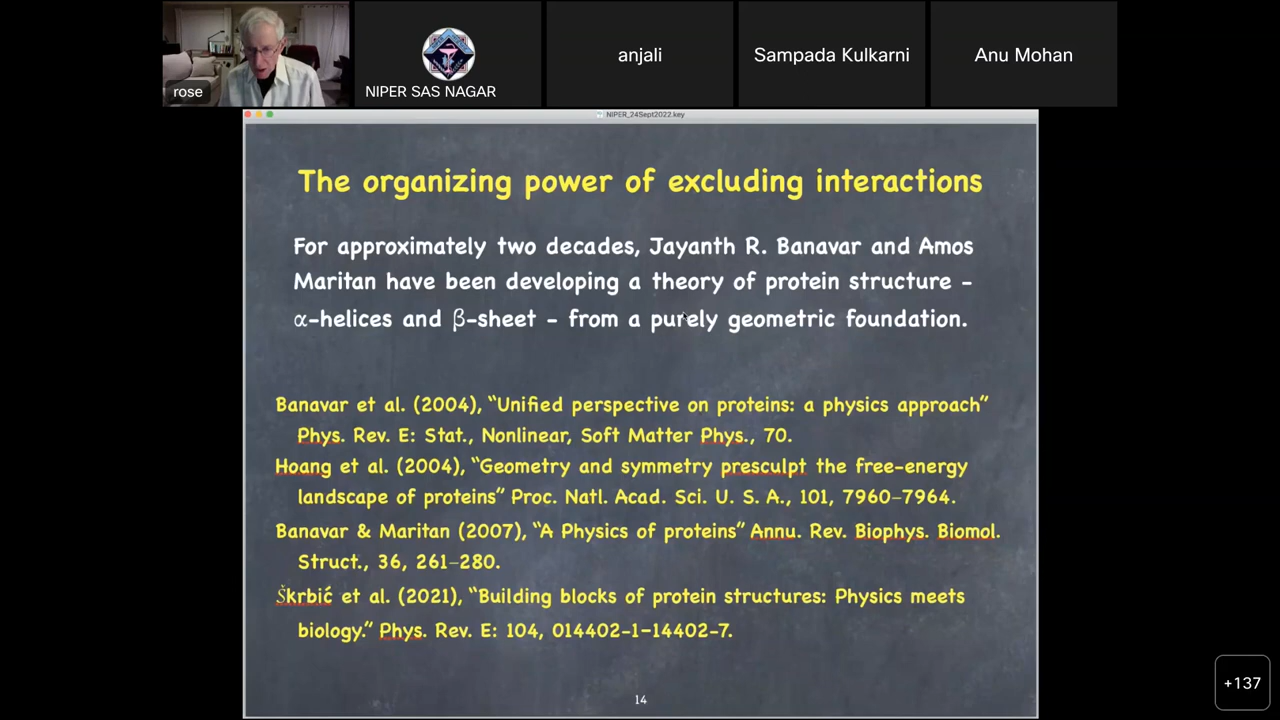 rose
NIPER SAS NAGAR
anjali
Sampada Kulkarni
Anu Mohan
NIPER_24Sept2022.key
The organizing power of excluding interactions
For approximately two decades, Jayanth R. Banavar and Amos
Maritan have been developing a theory of protein structure -
α-helices and β-sheet - from a purely geometric foundation.
Banavar et al. (2004), “Unified perspective on proteins: a physics approach”
Phys. Rev. E: Stat., Nonlinear, Soft Matter Phys., 70.
Hoang et al. (2004), “Geometry and symmetry presculpt the free-energy
landscape of proteins” Proc. Natl. Acad. Sci. U. S. A., 101, 7960–7964.
Banavar & Maritan (2007), “A Physics of proteins” Annu. Rev. Biophys. Biomol.
Struct., 36, 261–280.
Škrbić et al. (2021), “Building blocks of protein structures: Physics meets
biology.” Phys. Rev. E: 104, 014402-1–14402-7.
14
+137